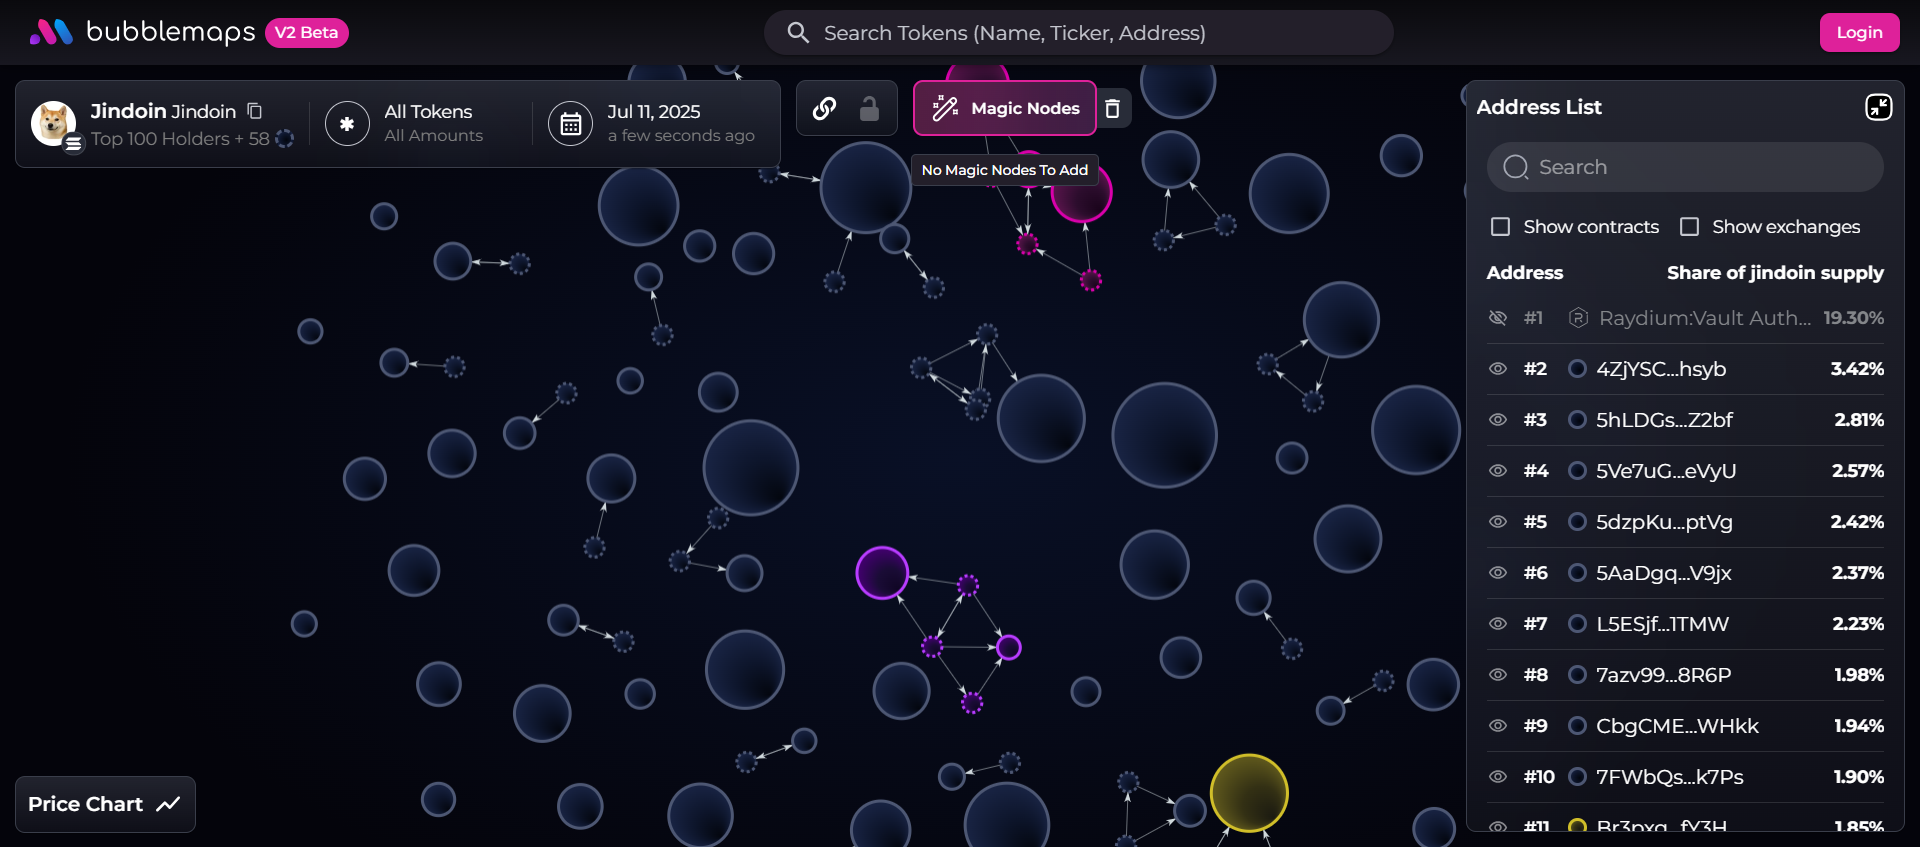 bubblemaps V2 Beta
Search Tokens (Name, Ticker, Address)
Login
Jindoin Jindoin
Top 100 Holders + 58
All Tokens
All Amounts
Jul 11, 2025
a few seconds ago
Magic Nodes
No Magic Nodes To Add
Address List
Search
Show contracts Show exchanges
Address Share of jindoin supply
#1 Raydium:Vault Auth... 19.30%
#2 4ZjYSC...hsyb 3.42%
#3 5hLDGs...Z2bf 2.81%
#4 5Ve7uG...eVyU 2.57%
#5 5dzpKu...ptVg 2.42%
#6 5AaDgq...V9jx 2.37%
#7 L5ESjf...1TMW 2.23%
#8 7azv99...8R6P 1.98%
#9 CbgCME...WHkk 1.94%
#10 7FWbQs...k7Ps 1.90%
#11 1.85%
Price Chart